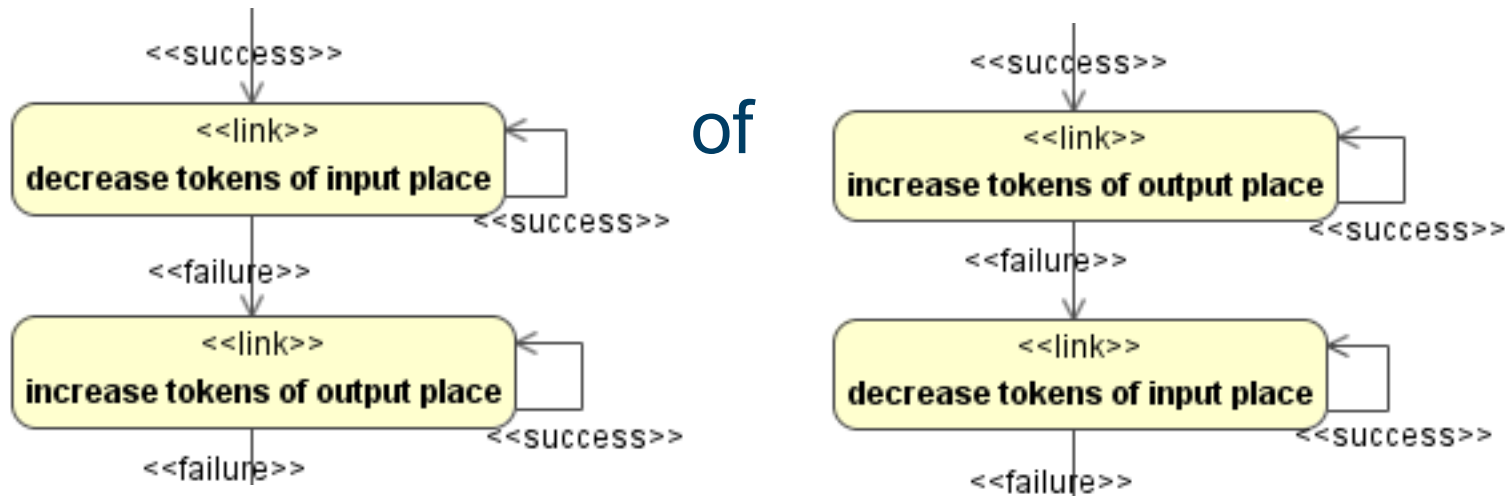 <<success>>
<<link>>
decrease tokens of input place
<<success>>
<<failure>>
<<link>>
increase tokens of output place
<<success>>
<<failure>>
of
<<success>>
<<link>>
increase tokens of output place
<<success>>
<<failure>>
<<link>>
decrease tokens of input place
<<success>>
<<failure>>